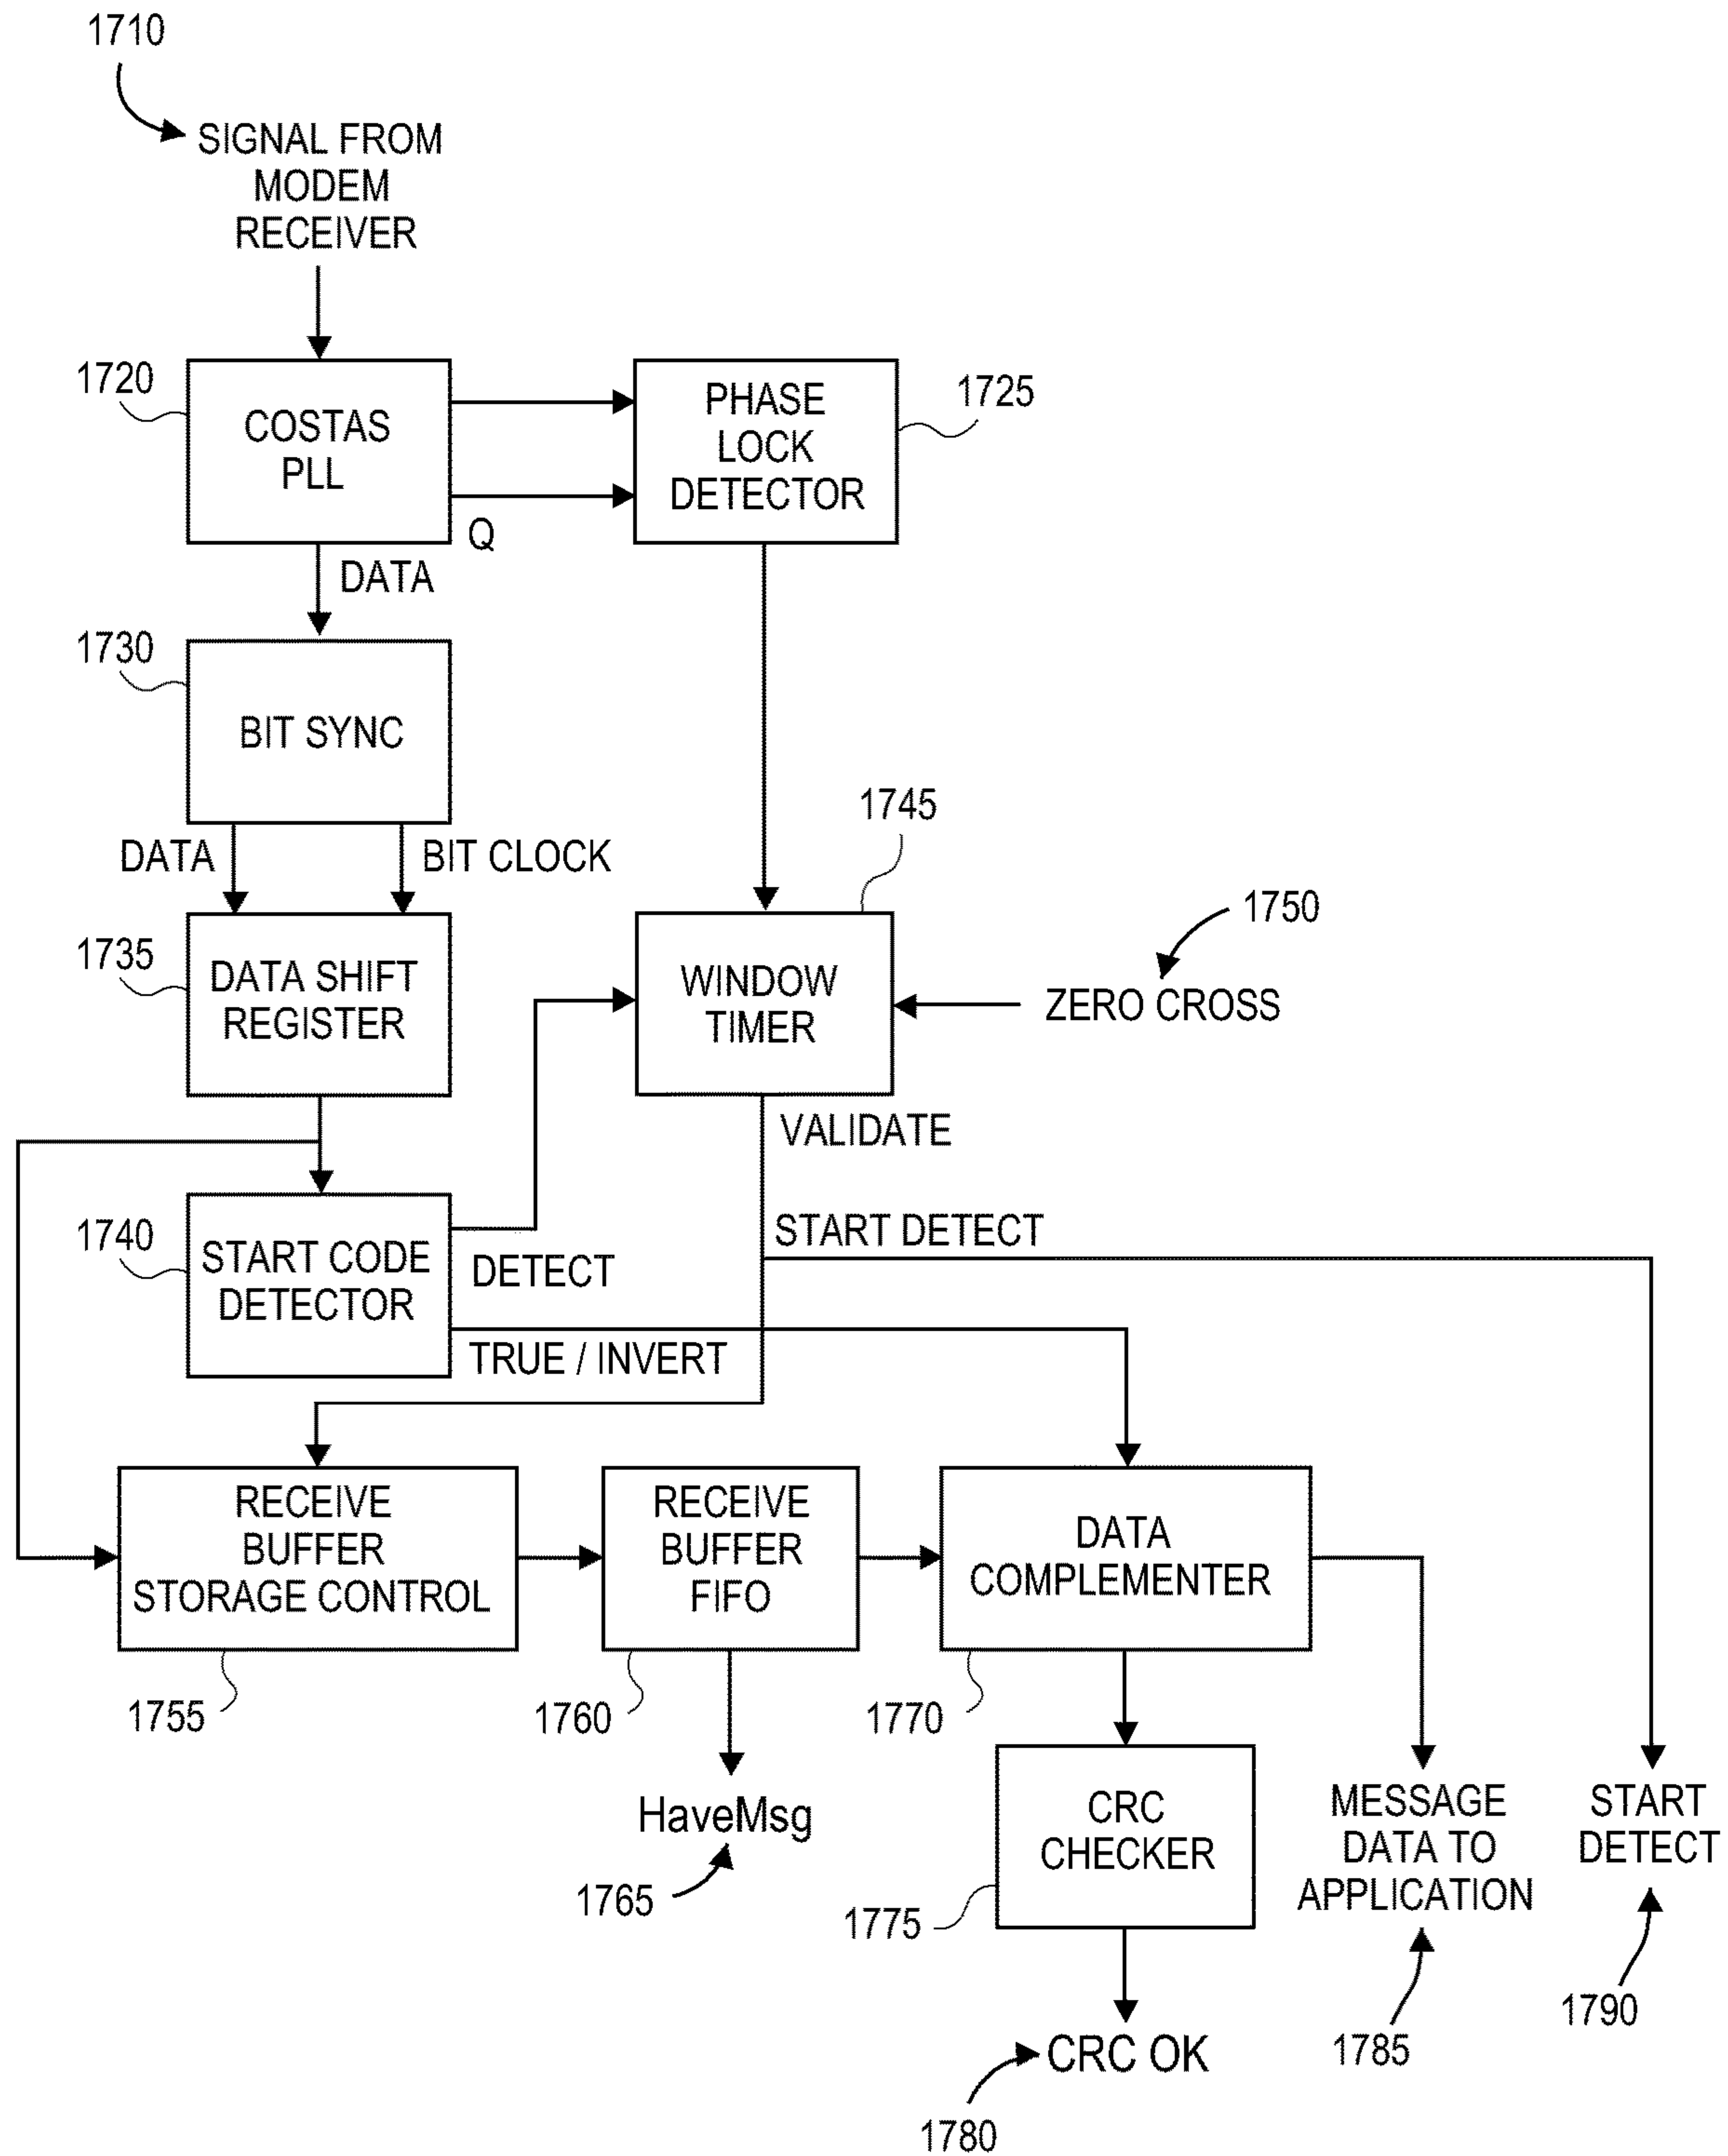 1710
SIGNAL FROM
MODEM
RECEIVER
1720
COSTAS
PLL
PHASE
LOCK
DETECTOR
1725
Q
DATA
1730
BIT SYNC
DATA
BIT CLOCK
1745
1750
1735
DATA SHIFT
REGISTER
WINDOW
TIMER
ZERO CROSS
VALIDATE
1740
START CODE
DETECTOR
DETECT
START DETECT
TRUE / INVERT
RECEIVE
BUFFER
STORAGE CONTROL
RECEIVE
BUFFER
FIFO
DATA
COMPLEMENTER
1755
1760
1770
HaveMsg
1765
CRC
CHECKER
1775
MESSAGE
DATA TO
APPLICATION
START
DETECT
1785
1790
CRC OK
1780